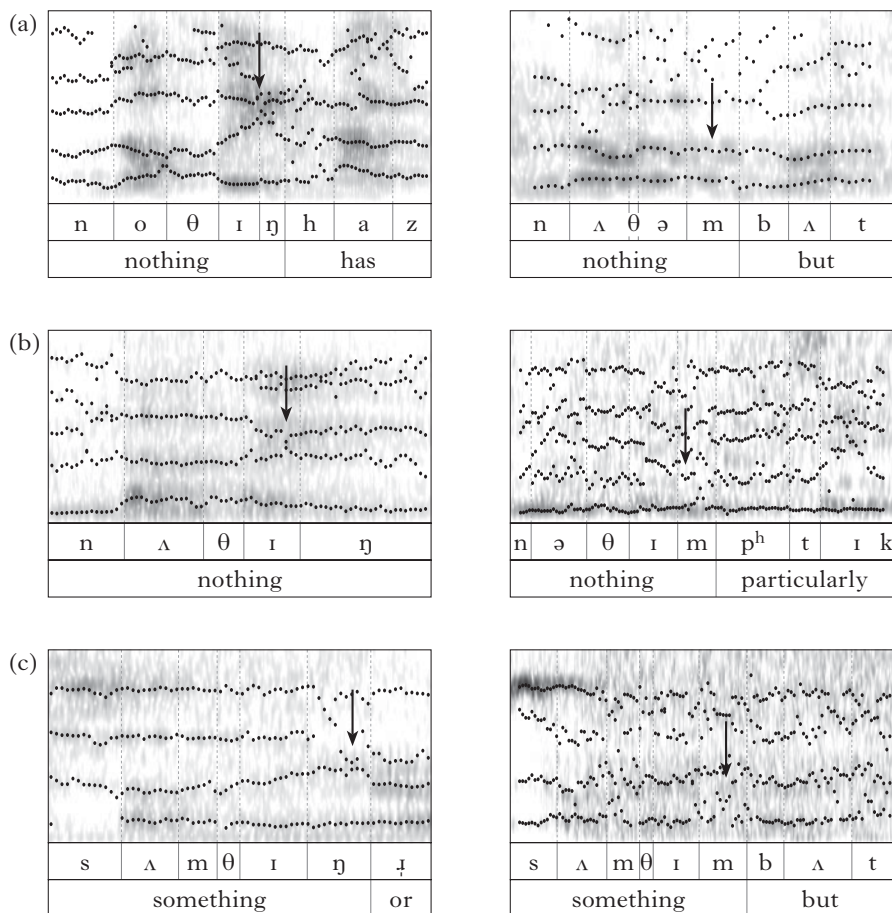 (a)
n o θ ɪ ŋ h a z
nothing has
n ʌ θ ə m b ʌ t
nothing but
(b)
n ʌ θ ɪ ŋ
nothing
n ə θ ɪ m pʰ t ɪ k
nothing particularly
(c)
s ʌ m θ ɪ ŋ ɹ̩
something or
s ʌ m θ ɪ m b ʌ t
something but